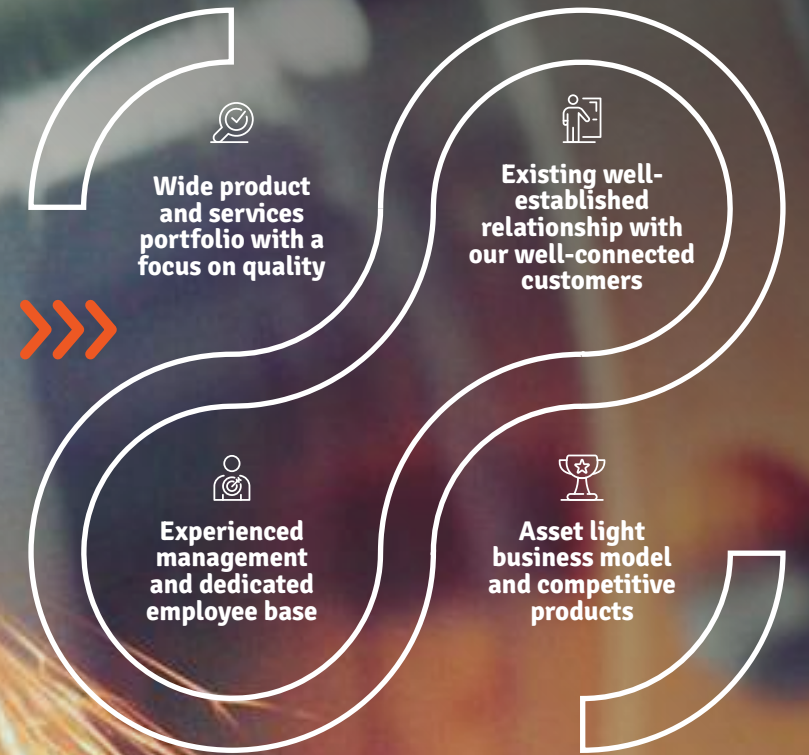 Wide product
and services
portfolio with a
focus on quality
Existing well-
established
relationship with
our well-connected
customers
Experienced
management
and dedicated
employee base
Asset light
business model
and competitive
products